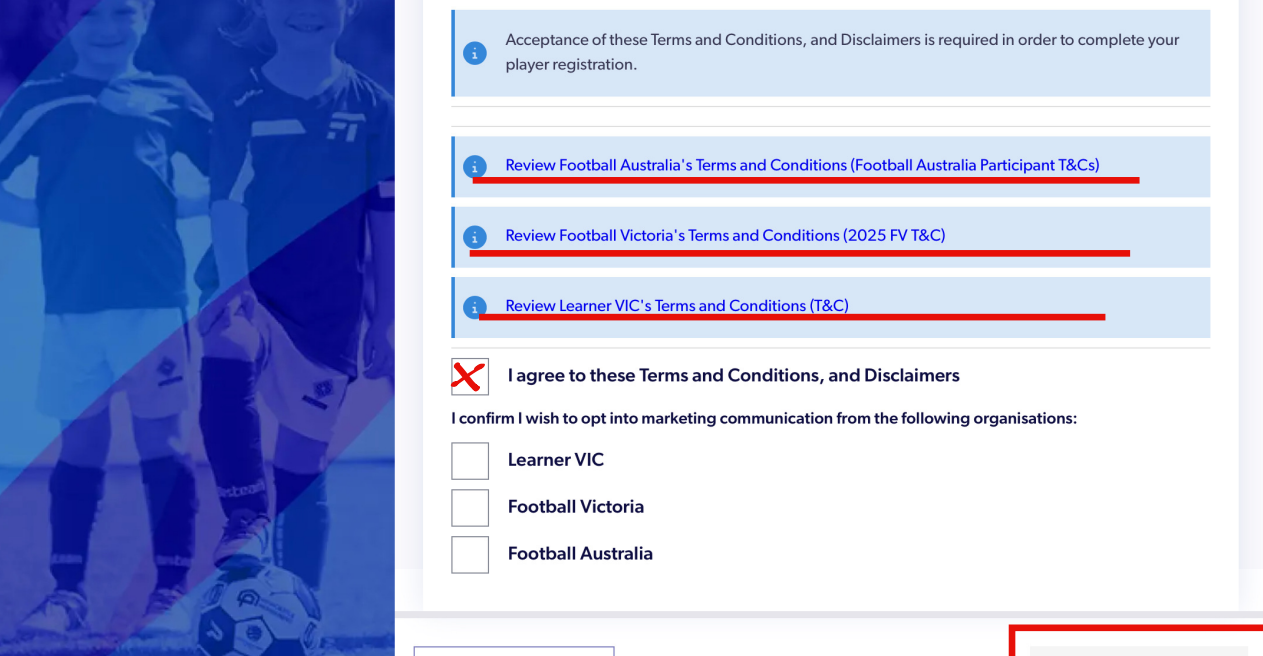 Acceptance of these Terms and Conditions, and Disclaimers is required in order to complete your
player registration.
Review Football Australia's Terms and Conditions (Football Australia Participant T&Cs)
Review Football Victoria's Terms and Conditions (2025 FV T&C)
Review Learner VIC's Terms and Conditions (T&C)
I agree to these Terms and Conditions, and Disclaimers
I confirm I wish to opt into marketing communication from the following organisations:
Learner VIC
Football Victoria
Football Australia